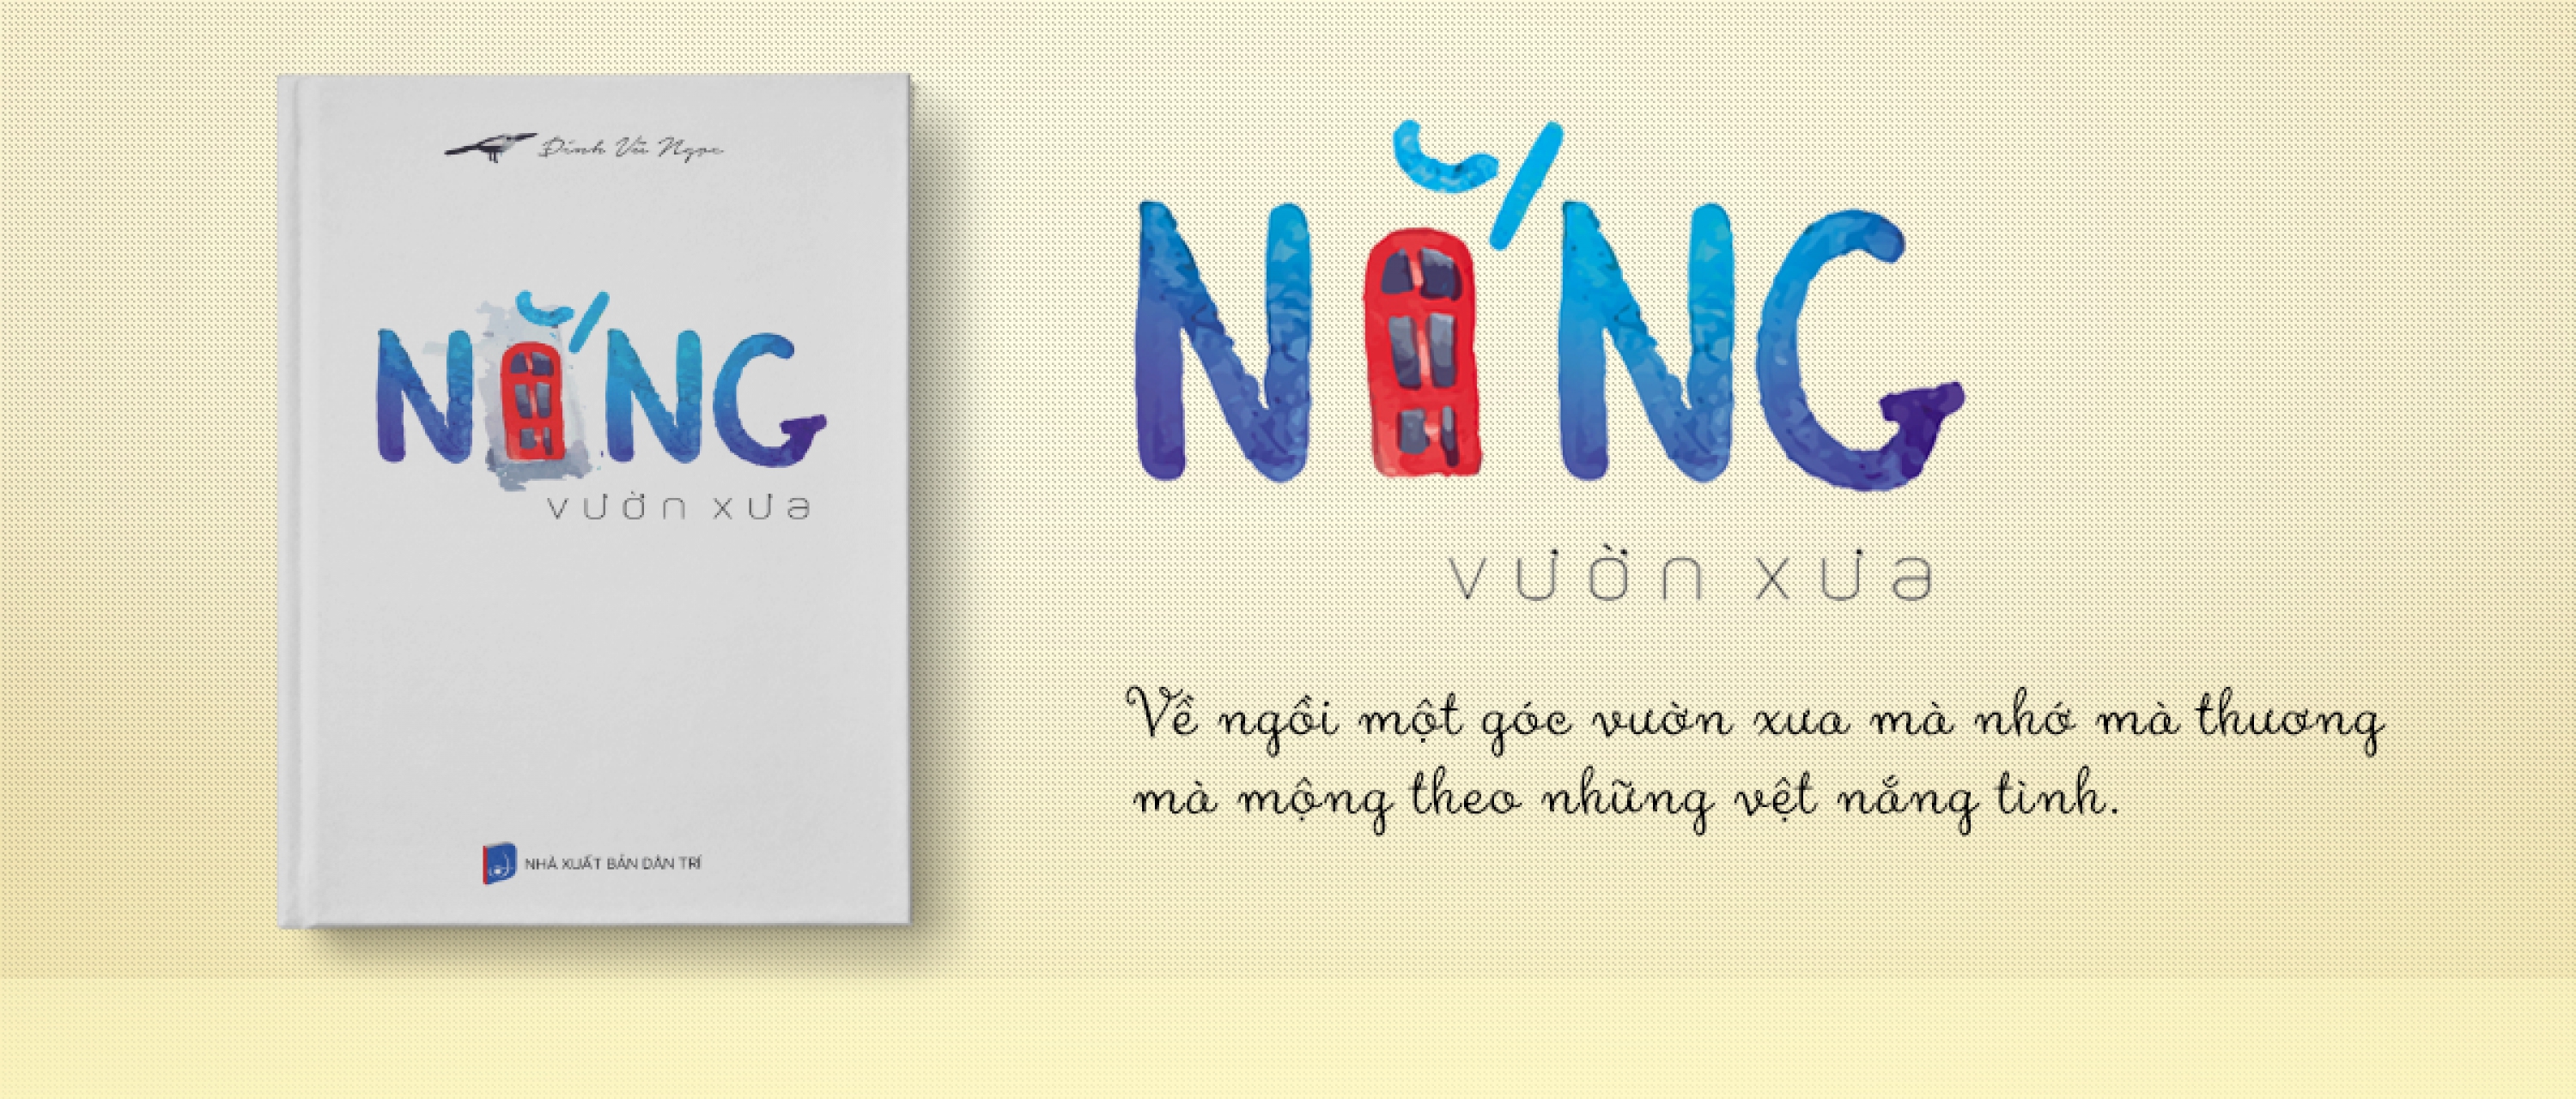 Đinh Vũ Ngọc
NẮNG
vườn xưa
NHÀ XUẤT BẢN DÂN TRÍ
NẮNG
vườn xưa
Về ngồi một góc vườn xưa mà nhớ mà thương
mà mộng theo những vệt nắng tình.